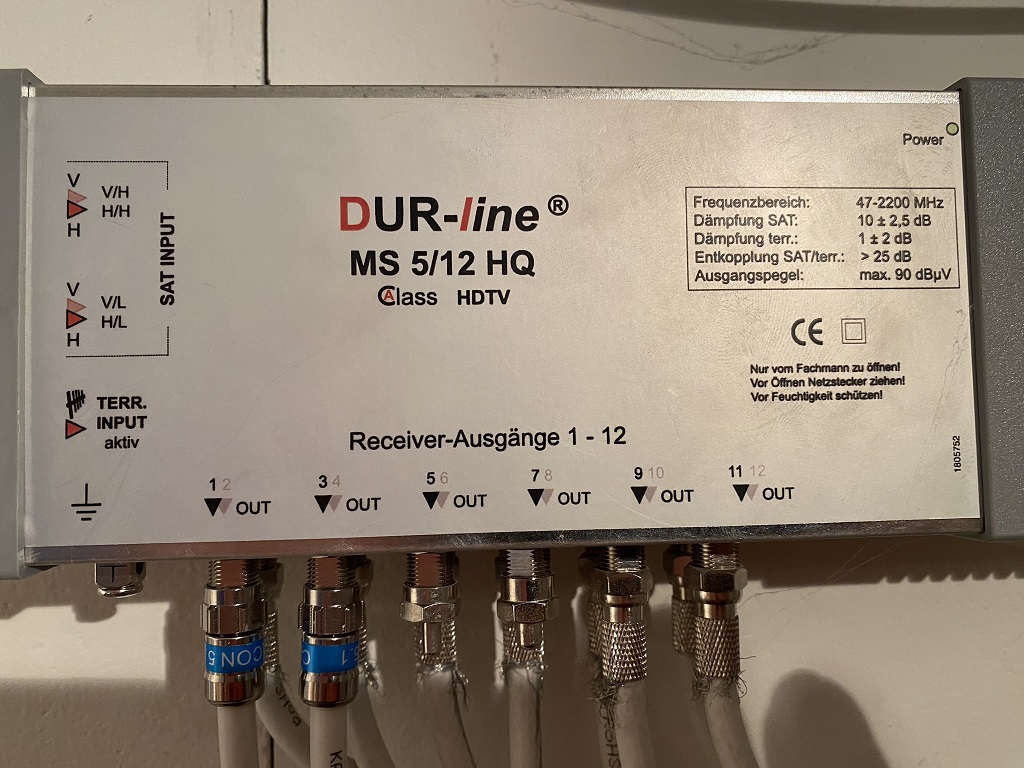 Power
V
V/H
H/H
H
SAT INPUT
V
V/L
H/L
H
TERR.
INPUT
aktiv
DUR-line®
MS 5/12 HQ
Class HDTV
A
Frequenzbereich: 47-2200 MHz
Dämpfung SAT: 10 ± 2,5 dB
Dämpfung terr.: 1 ± 2 dB
Entkopplung SAT/terr.: > 25 dB
Ausgangspegel: max. 90 dBµV
CE
Nur vom Fachmann zu öffnen!
Vor Öffnen Netzstecker ziehen!
Vor Feuchtigkeit schützen!
1805752
Receiver-Ausgänge 1 - 12
1 2 OUT
3 4 OUT
5 6 OUT
7 8 OUT
9 10 OUT
11 12 OUT
CON 5
5.1